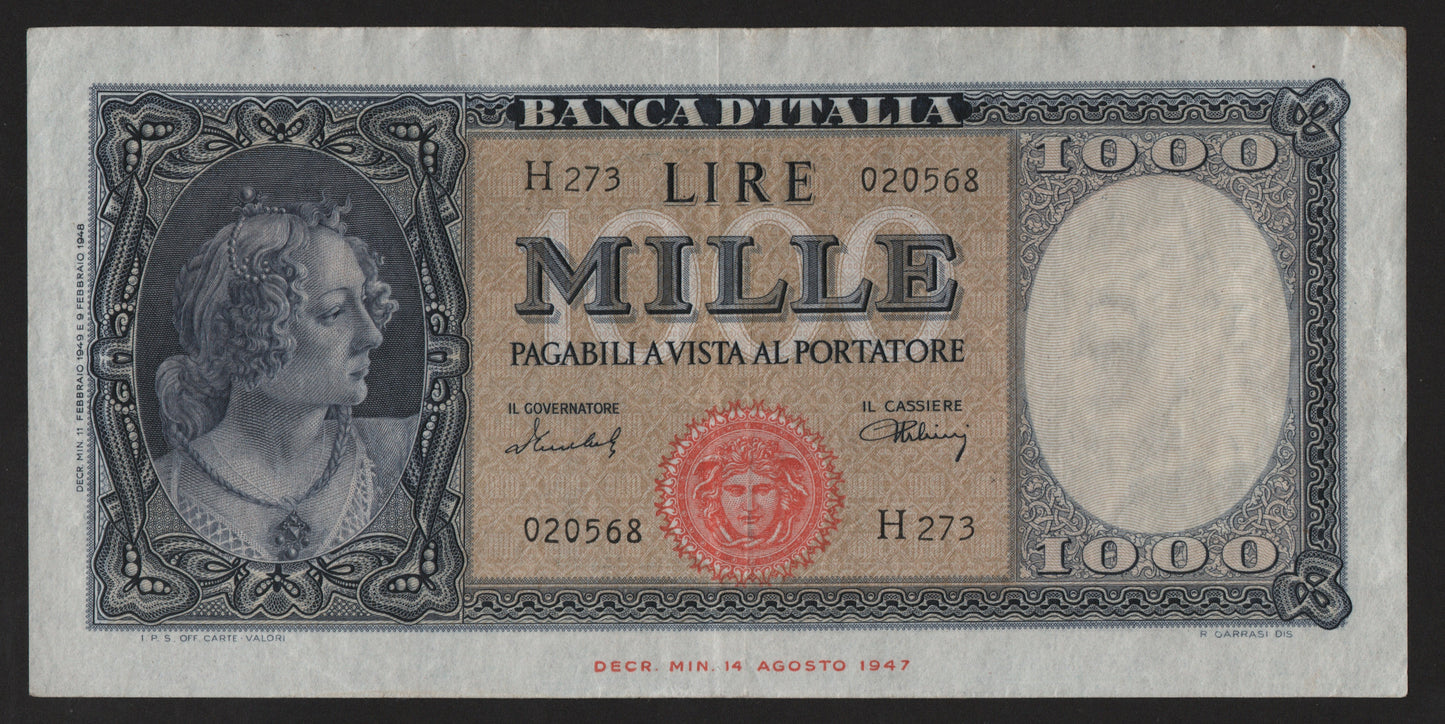 BANCA D'ITALIA
1000
H 273 LIRE 020568
1000
MILLE
PAGABILI A VISTA AL PORTATORE
IL GOVERNATORE
IL CASSIERE
020568
H 273
1000
DECR. MIN. 11 FEBBRAIO 1949 E 9 FEBBRAIO 1948
I. P. S. OFF. CARTE-VALORI
R GARRASI DIS
DECR. MIN. 14 AGOSTO 1947